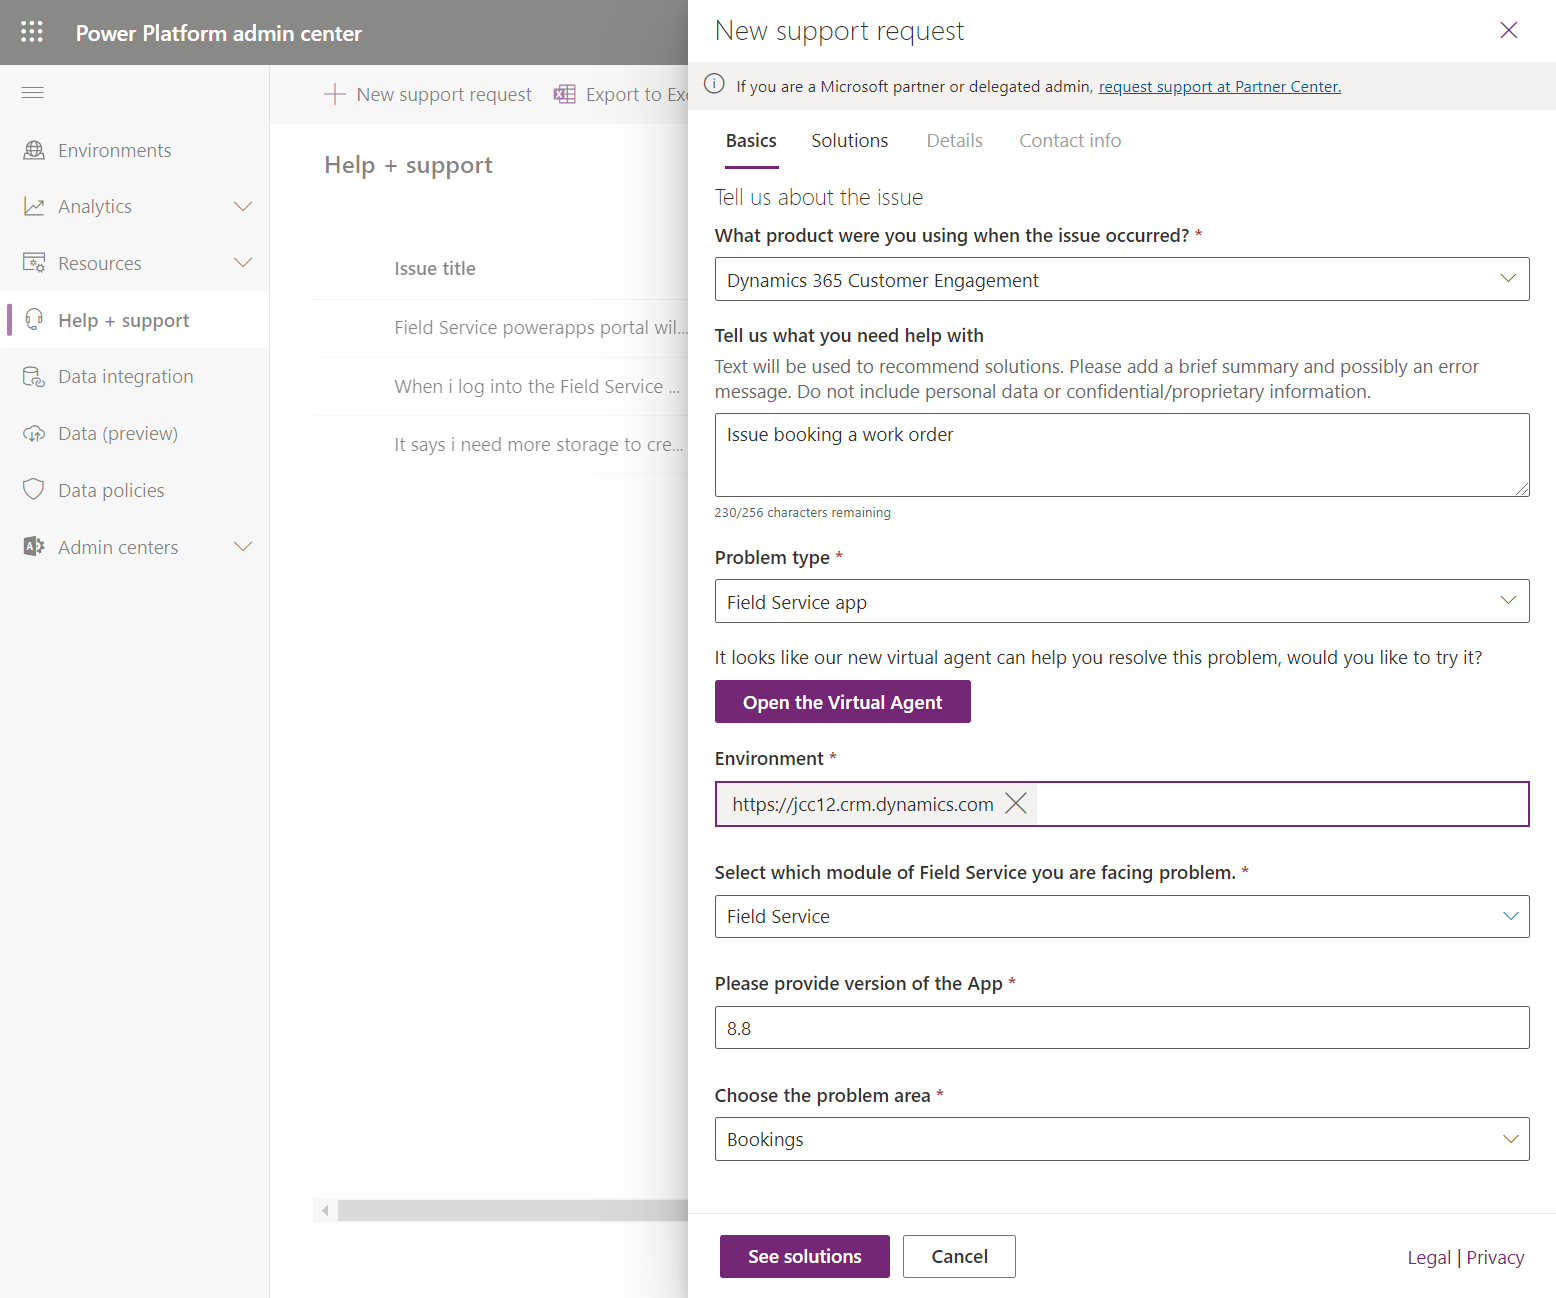 Power Platform admin center
Environments
Analytics
Resources
Help + support
Data integration
Data (preview)
Data policies
Admin centers
New support request
Export to Exc
Help + support
Issue title
Field Service powerapps portal wil...
When i log into the Field Service ...
It says i need more storage to cre...
New support request
If you are a Microsoft partner or delegated admin, request support at Partner Center.
Basics Solutions Details Contact info
Tell us about the issue
What product were you using when the issue occurred? *
Dynamics 365 Customer Engagement
Tell us what you need help with
Text will be used to recommend solutions. Please add a brief summary and possibly an error
message. Do not include personal data or confidential/proprietary information.
Issue booking a work order
230/256 characters remaining
Problem type *
Field Service app
It looks like our new virtual agent can help you resolve this problem, would you like to try it?
Open the Virtual Agent
Environment *
https://jcc12.crm.dynamics.com
Select which module of Field Service you are facing problem. *
Field Service
Please provide version of the App *
8.8
Choose the problem area *
Bookings
See solutions Cancel
Legal | Privacy